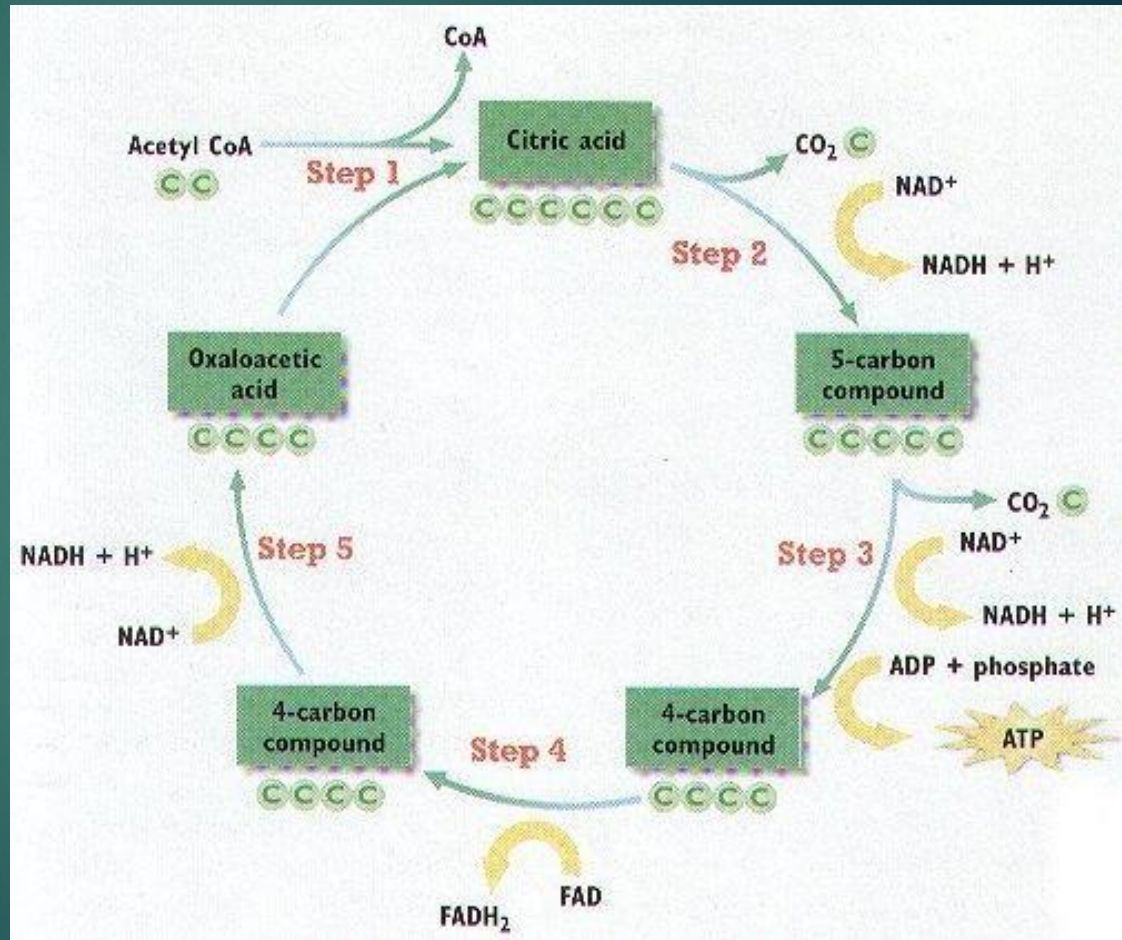 CoA
Acetyl CoA
C C
Step 1
Citric acid
C C C C C C
CO₂ C
NAD⁺
NADH + H⁺
Step 2
Oxaloacetic
acid
C C C C
5-carbon
compound
C C C C C
CO₂ C
NAD⁺
NADH + H⁺
Step 3
ADP + phosphate
ATP
4-carbon
compound
C C C C
Step 4
FAD
FADH₂
4-carbon
compound
C C C C
Step 5
NAD⁺
NADH + H⁺